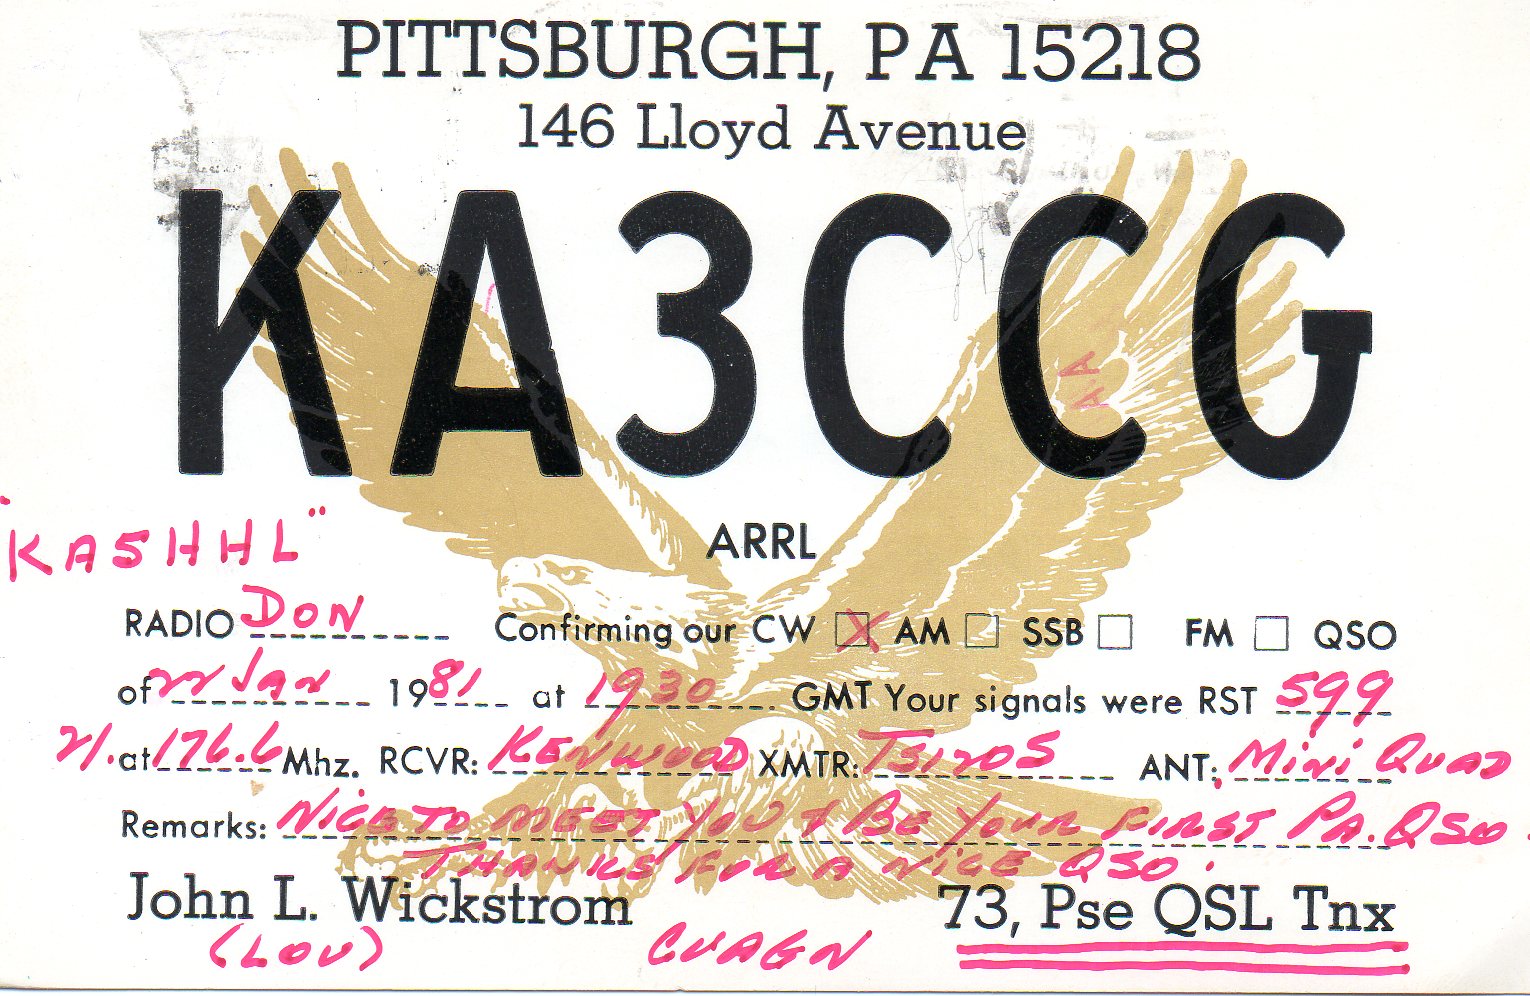 PITTSBURGH, PA 15218
146 Lloyd Avenue
KA3CCG
ARRL
"KA5HHL"
RADIO DON Confirming our CW X AM SSB FM QSO
of 22 JAN 1981 at 1930 GMT Your signals were RST 599
21. at 176.6 Mhz. RCVR: KENWOOD XMTR: TS120S ANT: MINI QUAD
Remarks: NICE TO MEET YOU & BE YOUR FIRST PA. QSO.
THANKS FOR A NICE QSO.
John L. Wickstrom 73, Pse QSL Tnx
(LOU) CUAGN